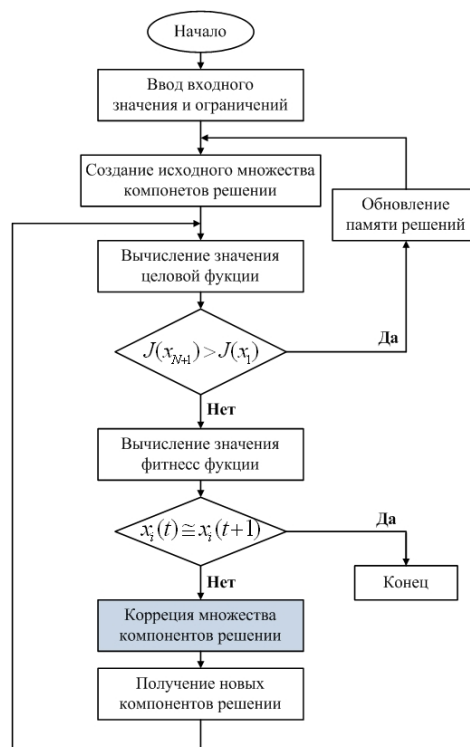 Начало
Ввод входного
значения и ограничений
Создание исходного множества
компонетов решении
Обновление
памяти решений
Вычисление значения
целовой фукции
J(x_{N+1}) > J(x_1)
Да
Нет
Вычисление значения
фитнесс фукции
x_i(t) ≅ x_i(t+1)
Да
Нет
Конец
Корреция множества
компонентов решении
Получение новых
компонентов решении